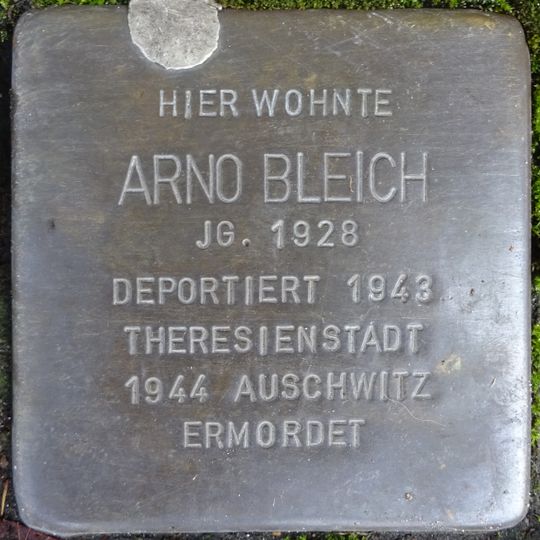 HIER WOHNTE
ARNO BLEICH
JG. 1928
DEPORTIERT 1943
THERESIENSTADT
1944 AUSCHWITZ
ERMORDET